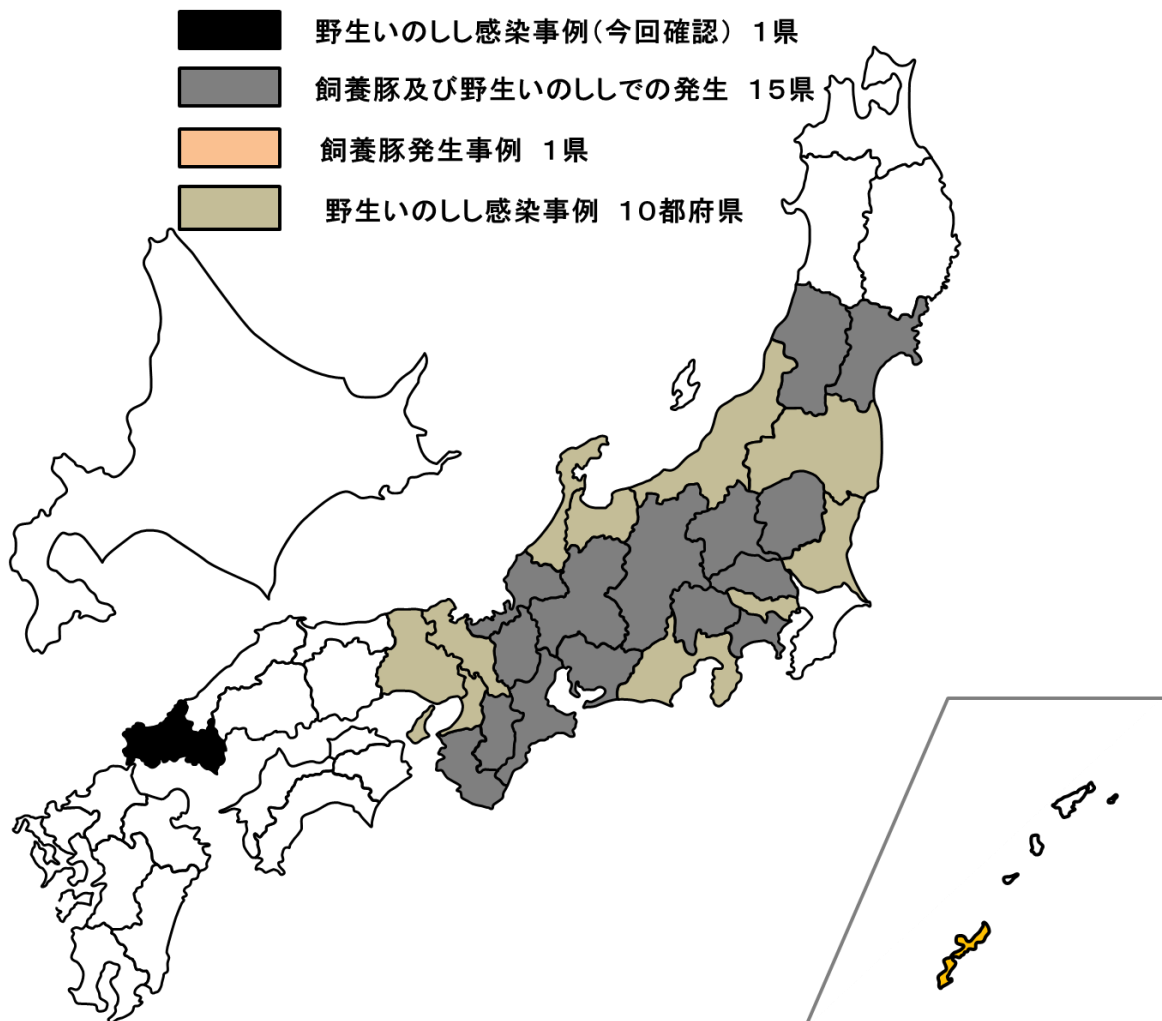 野生いのしし感染事例（今回確認） １県
飼養豚及び野生いのししでの発生 １５県
飼養豚発生事例 １県
野生いのしし感染事例 １０都府県